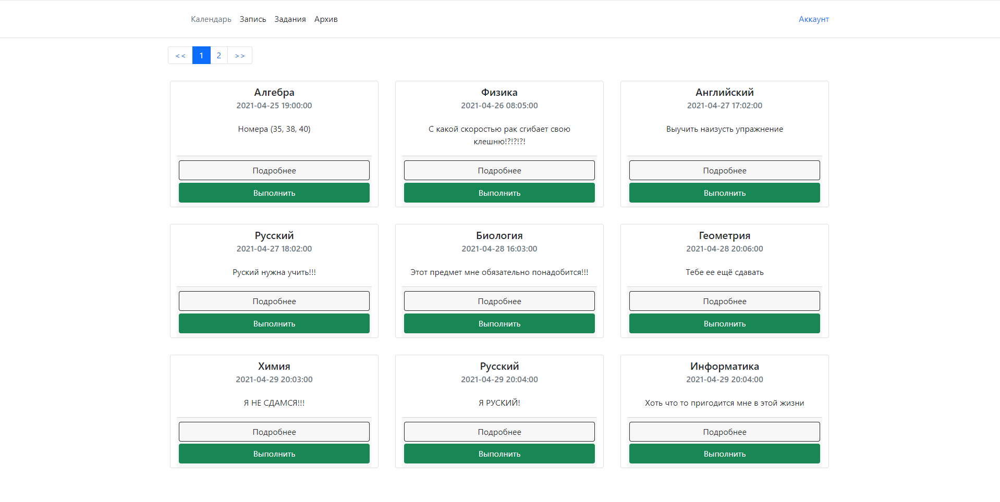 Календарь Запись Задания Архив Аккаунт
<< 1 2 >>
Алгебра
2021-04-25 19:00:00
Номера (35, 38, 40)
Подробнее
Выполнить
Физика
2021-04-26 08:05:00
С какой скоростью рак сгибает свою
клешню!?!?!?!
Подробнее
Выполнить
Английский
2021-04-27 17:02:00
Выучить наизусть упражнение
Подробнее
Выполнить
Русский
2021-04-27 18:02:00
Руский нужна учить!!!
Подробнее
Выполнить
Биология
2021-04-28 16:03:00
Этот предмет мне обязательно понадобится!!!
Подробнее
Выполнить
Геометрия
2021-04-28 20:06:00
Тебе ее ещё сдавать
Подробнее
Выполнить
Химия
2021-04-29 20:03:00
Я НЕ СДАМСЯ!!!
Подробнее
Выполнить
Русский
2021-04-29 20:04:00
Я РУСКИЙ!
Подробнее
Выполнить
Информатика
2021-04-29 20:04:00
Хоть что то пригодится мне в этой жизни
Подробнее
Выполнить